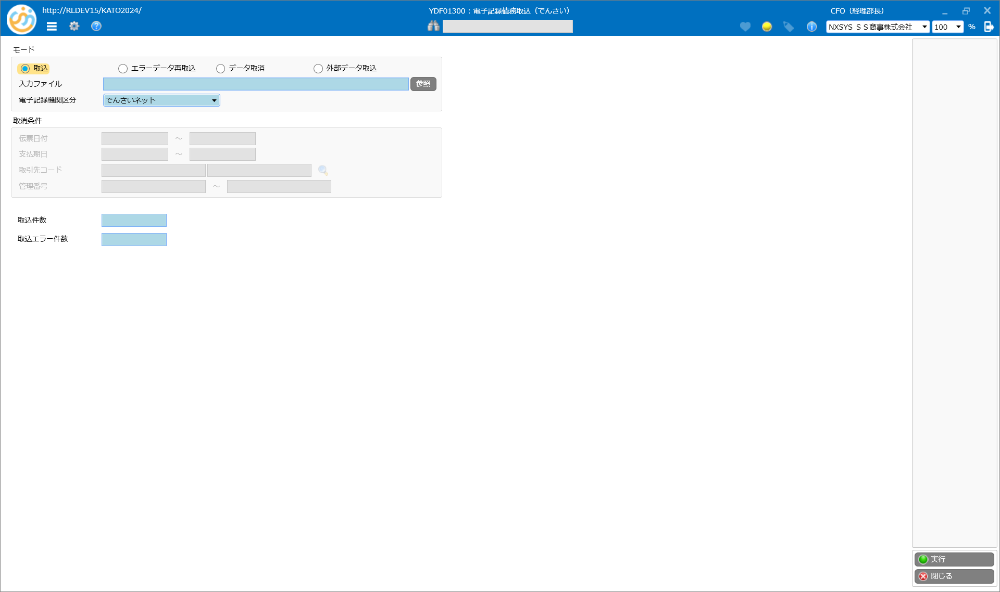 http://RLDEV15/KATO2024/
YDF01300：電子記録債務取込（でんさい）
CFO（経理部長）
NXSYS ＳＳ商事株式会社
100
%
モード
取込
エラーデータ再取込
データ取消
外部データ取込
入力ファイル
参照
電子記録機関区分
でんさいネット
取消条件
伝票日付
～
支払期日
～
取引先コード
管理番号
～
取込件数
取込エラー件数
実行
閉じる